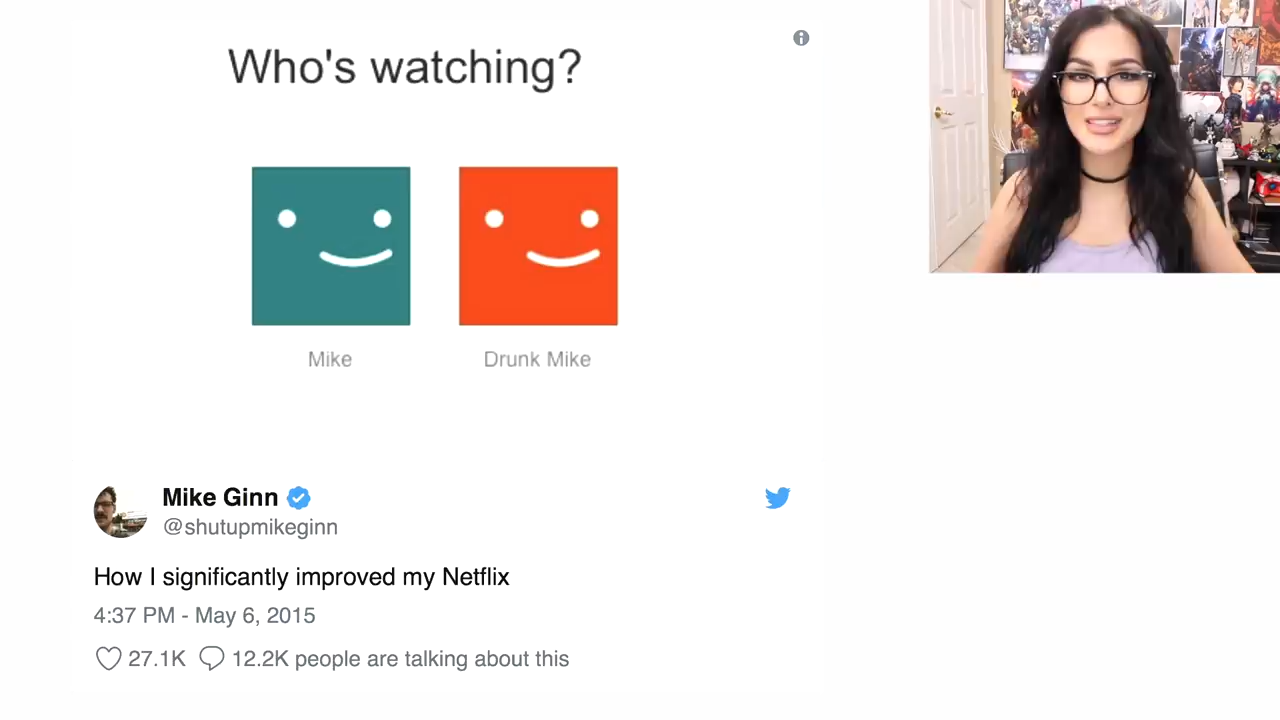 Who's watching?
Mike
Drunk Mike
Mike Ginn
@shutupmikeginn
How I significantly improved my Netflix
4:37 PM - May 6, 2015
27.1K 12.2K people are talking about this